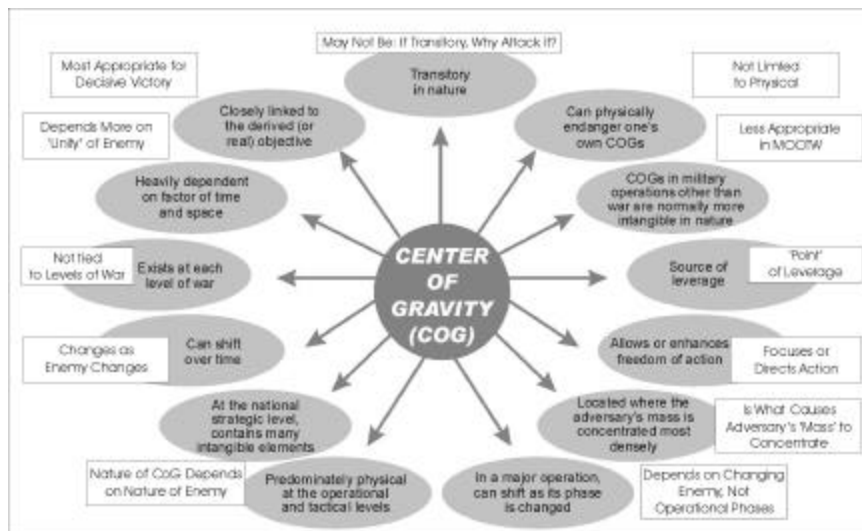 May Not Be: If Transitory, Why Attack It?
Transitory
in nature
Most Appropriate for
Decisive Victory
Closely linked to
the derived (or
real) objective
Can physically
endanger one's
own COGs
Not Limited
to Physical
Depends More on
'Unity' of Enemy
Heavily dependent
on factor of time
and space
COGs in military
operations other than
war are normally more
intangible in nature
Less Appropriate
in MOOTW
Not tied
to Levels of War
Exists at each
level of war
CENTER
OF
GRAVITY
(COG)
Source of
leverage
'Point'
of Leverage
Changes as
Enemy Changes
Can shift
over time
Allows or enhances
freedom of action
Focuses or
Directs Action
At the national
strategic level,
contains many
intangible elements
Located where the
adversary's mass is
concentrated most
densely
Is What Causes
Adversary's 'Mass' to
Concentrate
Nature of CoG Depends
on Nature of Enemy
Predominately physical
at the operational
and tactical levels
In a major operation,
can shift as its phase
is changed
Depends on Changing
Enemy, Not
Operational Phases